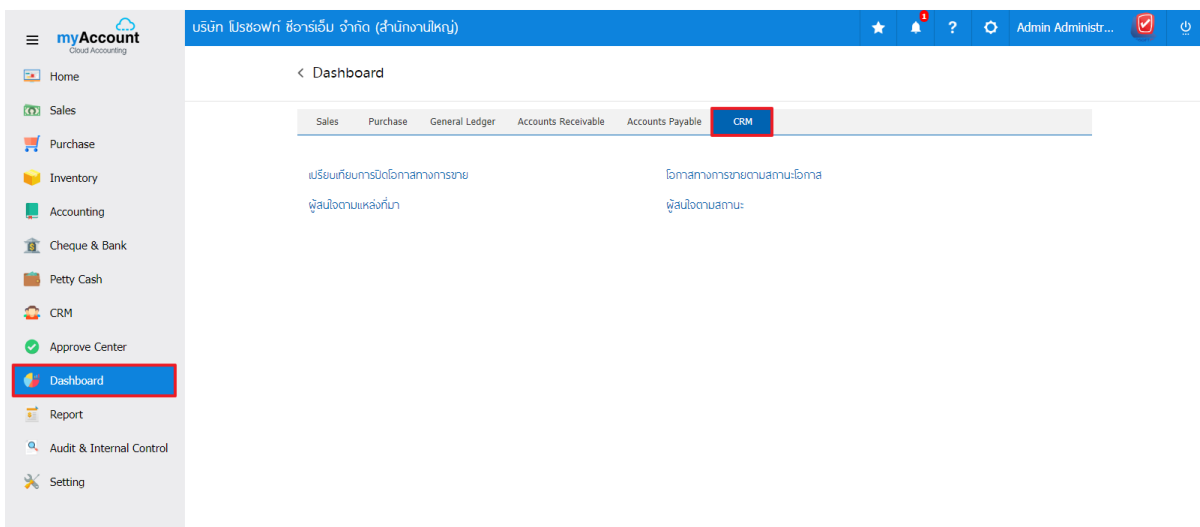 myAccount
Cloud Accounting
บริษัท โปรซอฟท์ ซีอาร์เอ็ม จำกัด (สำนักงานใหญ่)
1
?
Admin Administr...
Home
Sales
Purchase
Inventory
Accounting
Cheque & Bank
Petty Cash
CRM
Approve Center
Dashboard
Report
Audit & Internal Control
Setting
< Dashboard
Sales Purchase General Ledger Accounts Receivable Accounts Payable CRM
เปรียบเทียบการปิดโอกาสทางการขาย โอกาสทางการขายตามสถานะโอกาส
ผู้สนใจตามแหล่งที่มา ผู้สนใจตามสถานะ